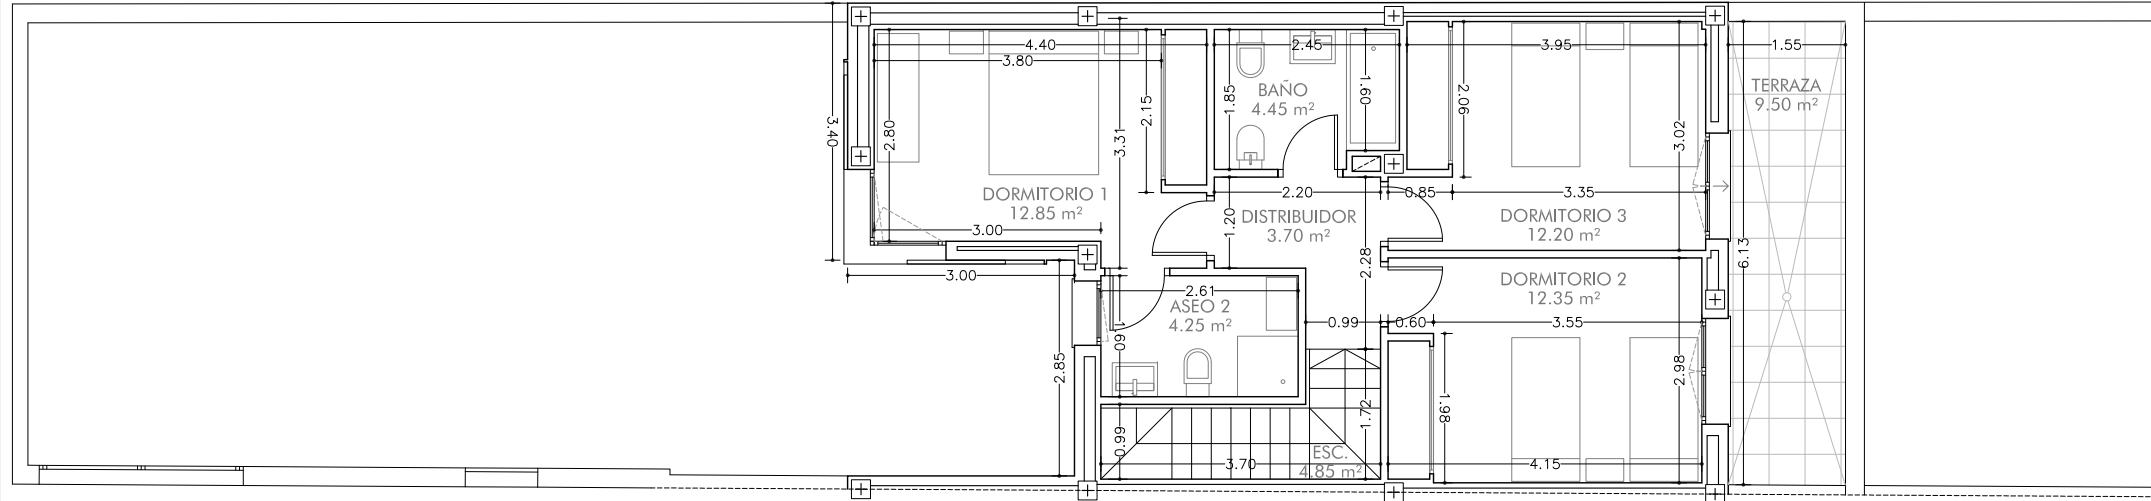 4.40
3.80
2.15
3.31
3.40
2.80
DORMITORIO 1
12.85 m²
3.00
3.00
2.45
1.85
BAÑO
4.45 m²
1.60
2.20
1.20
DISTRIBUIDOR
3.70 m²
2.28
3.95
2.06
3.02
0.85
3.35
DORMITORIO 3
12.20 m²
1.55
TERRAZA
9.50 m²
6.13
2.61
ASEO 2
4.25 m²
1.60
2.85
0.99
0.60
3.55
DORMITORIO 2
12.35 m²
2.98
1.98
4.15
1.72
0.99
3.70
ESC.
4.85 m²